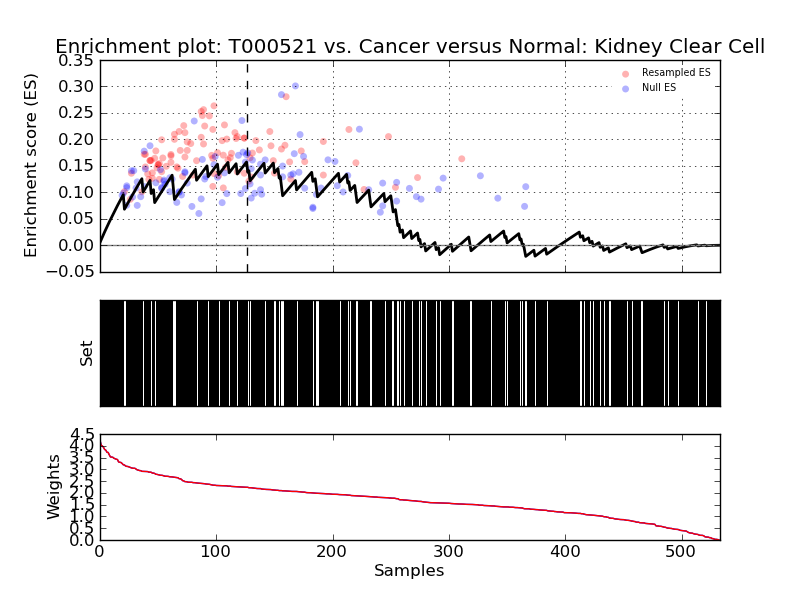 Enrichment plot: T000521 vs. Cancer versus Normal: Kidney Clear Cell
0.35
0.30
0.25
0.20
0.15
0.10
0.05
0.00
−0.05
Enrichment score (ES)
Resampled ES
Null ES
Set
4.5
4.0
3.5
3.0
2.5
2.0
1.5
1.0
0.5
0.0
Weights
0 100 200 300 400 500
Samples